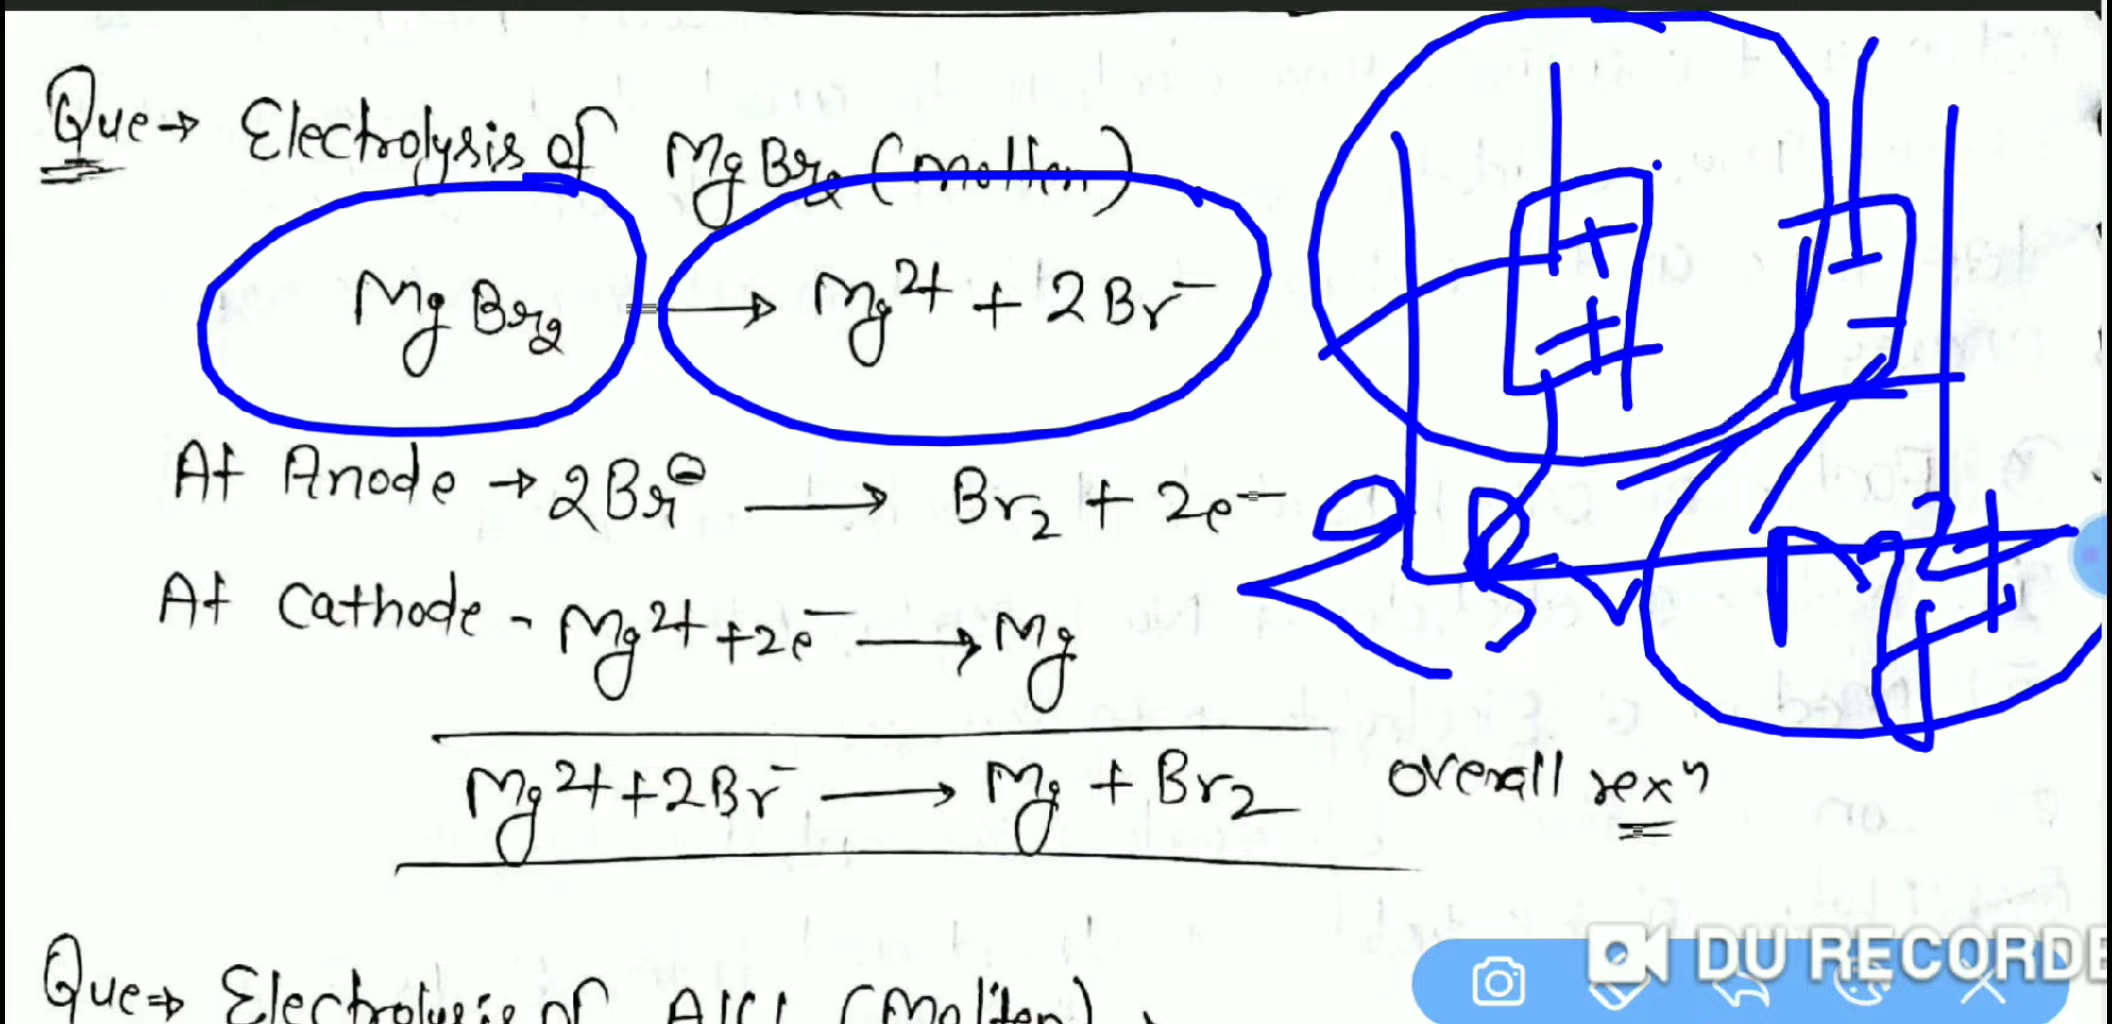 Que→ Electrolysis of MgBr₂ (molten)
MgBr₂ ⟶ Mg²⁺ + 2Br⁻
At Anode → 2Br⊖ ⟶ Br₂ + 2e⁻
At Cathode - Mg²⁺ + 2e⁻ ⟶ Mg
Mg²⁺ + 2Br⁻ ⟶ Mg + Br₂ overall rexⁿ
Que⇒ Electrolysis of (Molten)
DU RECORDE